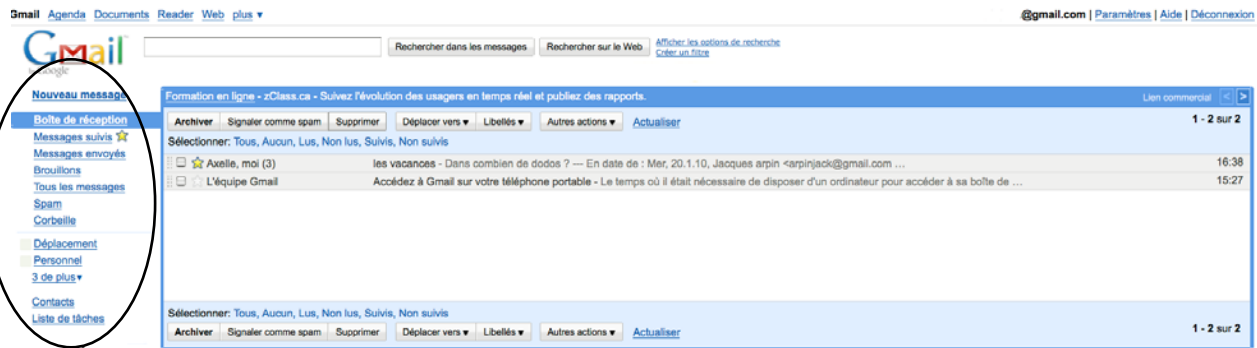 Gmail Agenda Documents Reader Web plus ▼ @gmail.com | Paramètres | Aide | Déconnexion
Gmail Rechercher dans les messages Rechercher sur le Web Afficher les options de recherche
by Google Créer un filtre
Nouveau message Formation en ligne - zClass.ca - Suivez l'évolution des usagers en temps réel et publiez des rapports. Lien commercial < >
Boîte de réception Archiver Signaler comme spam Supprimer Déplacer vers ▼ Libellés ▼ Autres actions ▼ Actualiser 1 - 2 sur 2
Messages suivis Sélectionner: Tous, Aucun, Lus, Non lus, Suivis, Non suivis
Messages envoyés Axelle, moi (3) les vacances - Dans combien de dodos ? — En date de : Mer, 20.1.10, Jacques arpin <arpinjack@gmail.com ... 16:38
Brouillons
Tous les messages L'équipe Gmail Accédez à Gmail sur votre téléphone portable - Le temps où il était nécessaire de disposer d'un ordinateur pour accéder à sa boîte de ... 15:27
Spam
Corbeille
Déplacement
Personnel
3 de plus▼
Contacts
Liste de tâches
Sélectionner: Tous, Aucun, Lus, Non lus, Suivis, Non suivis
Archiver Signaler comme spam Supprimer Déplacer vers ▼ Libellés ▼ Autres actions ▼ Actualiser 1 - 2 sur 2